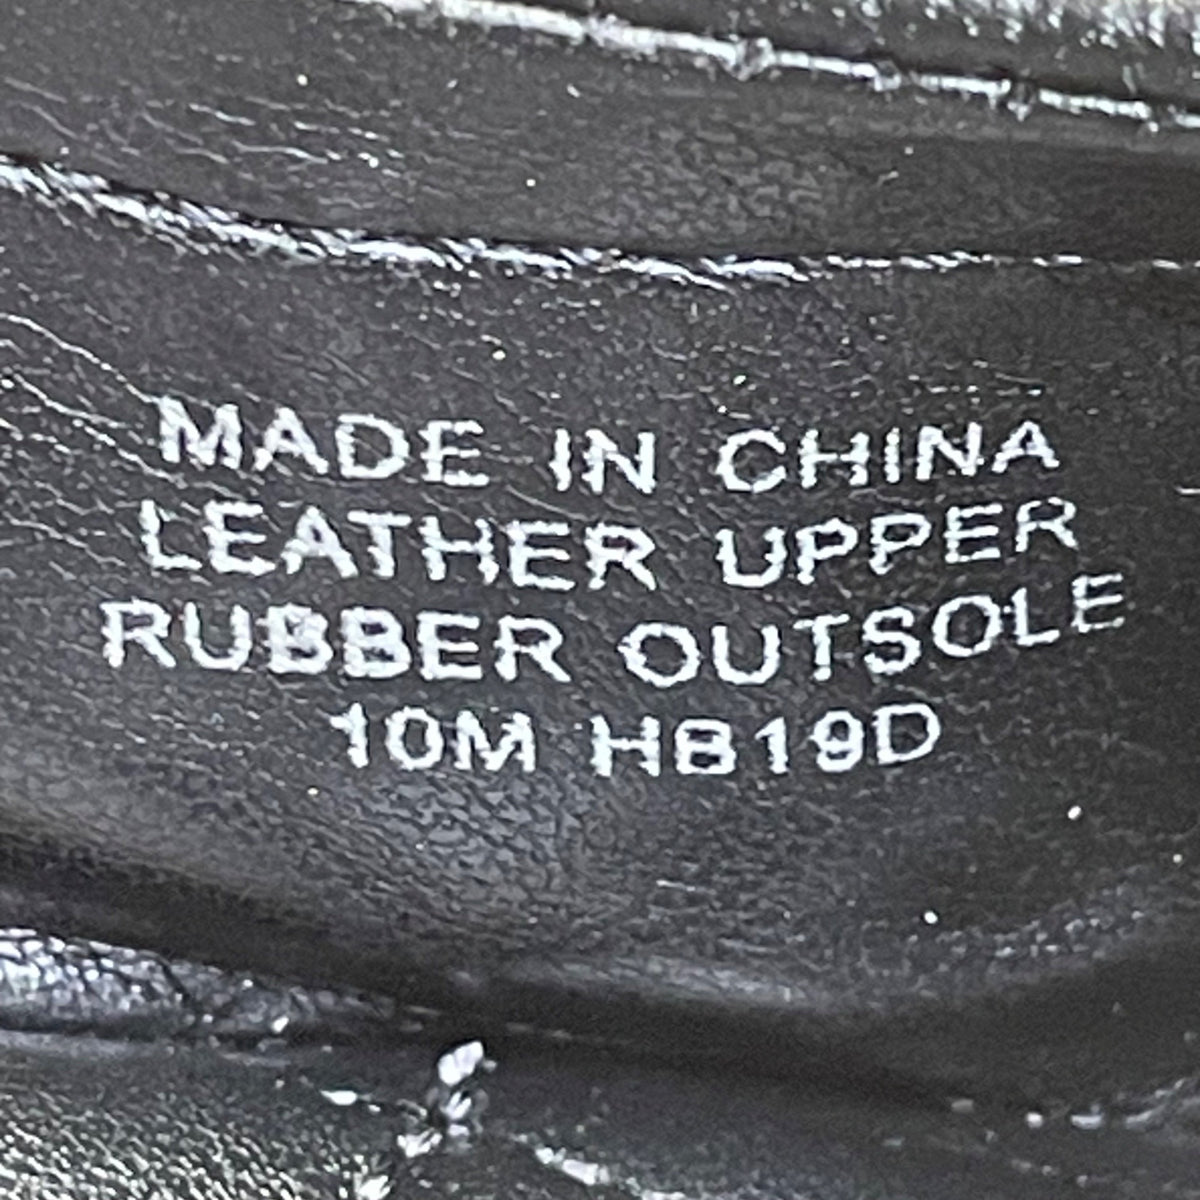 MADE IN CHINA
LEATHER UPPER
RUBBER OUTSOLE
10M HB19D